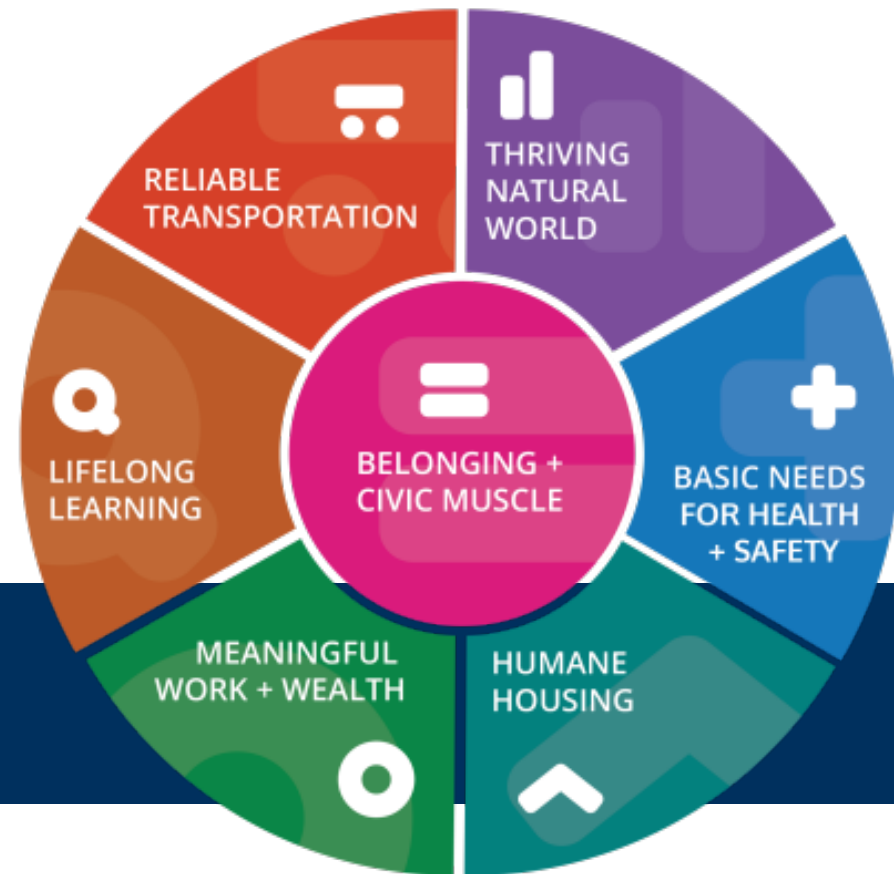 THRIVING
NATURAL
WORLD
BASIC NEEDS
FOR HEALTH
+ SAFETY
HUMANE
HOUSING
MEANINGFUL
WORK + WEALTH
LIFELONG
LEARNING
RELIABLE
TRANSPORTATION
BELONGING +
CIVIC MUSCLE